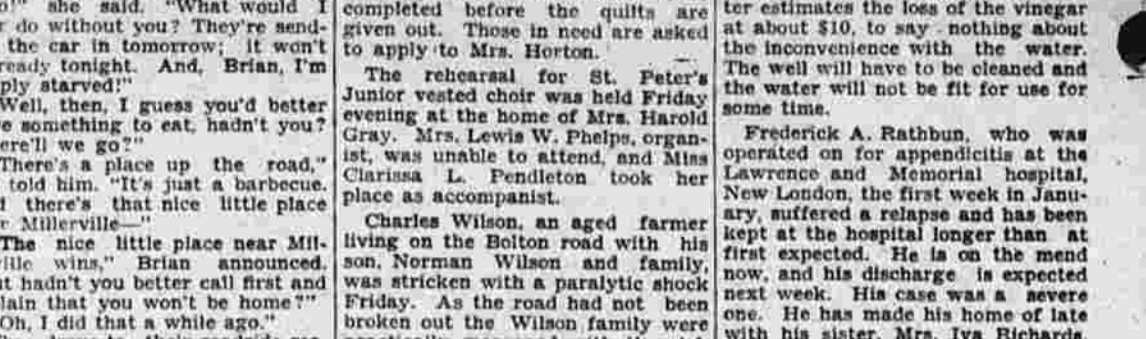 she said. "What would I
do without you? They're send-
the car in tomorrow; it won't
ready tonight. And, Brian, I'm
ply starved!"
Well, then, I guess you'd better
e something to eat, hadn't you?
ere'll we go?"
There's a place up the road,"
told him. "It's just a barbecue.
there's that nice little place
r Millerville—"
The nice little place near Mil-
ville wins," Brian announced.
t hadn't you better call first and
lain that you won't be home?"
Oh, I did that a while ago."
completed before the quilts are
given out. Those in need are asked
to apply to Mrs. Horton.
The rehearsal for St. Peter's
Junior vested choir was held Friday
evening at the home of Mrs. Harold
Gray. Mrs. Lewis W. Phelps, organ-
ist, was unable to attend, and Miss
Clarissa L. Pendleton took her
place as accompanist.
Charles Wilson, an aged farmer
living on the Bolton road with his
son, Norman Wilson and family,
was stricken with a paralytic shock
Friday. As the road had not been
broken out the Wilson family were
ter estimates the loss of the vinegar
at about $10, to say nothing about
the inconvenience with the water.
The well will have to be cleaned and
the water will not be fit for use for
some time.
Frederick A. Rathbun, who was
operated on for appendicitis at the
Lawrence and Memorial hospital,
New London, the first week in Janu-
ary, suffered a relapse and has been
kept at the hospital longer than at
first expected. He is on the mend
now, and his discharge is expected
next week. His case was a severe
one. He has made his home of late
with his sister, Mrs. Iva Richards,